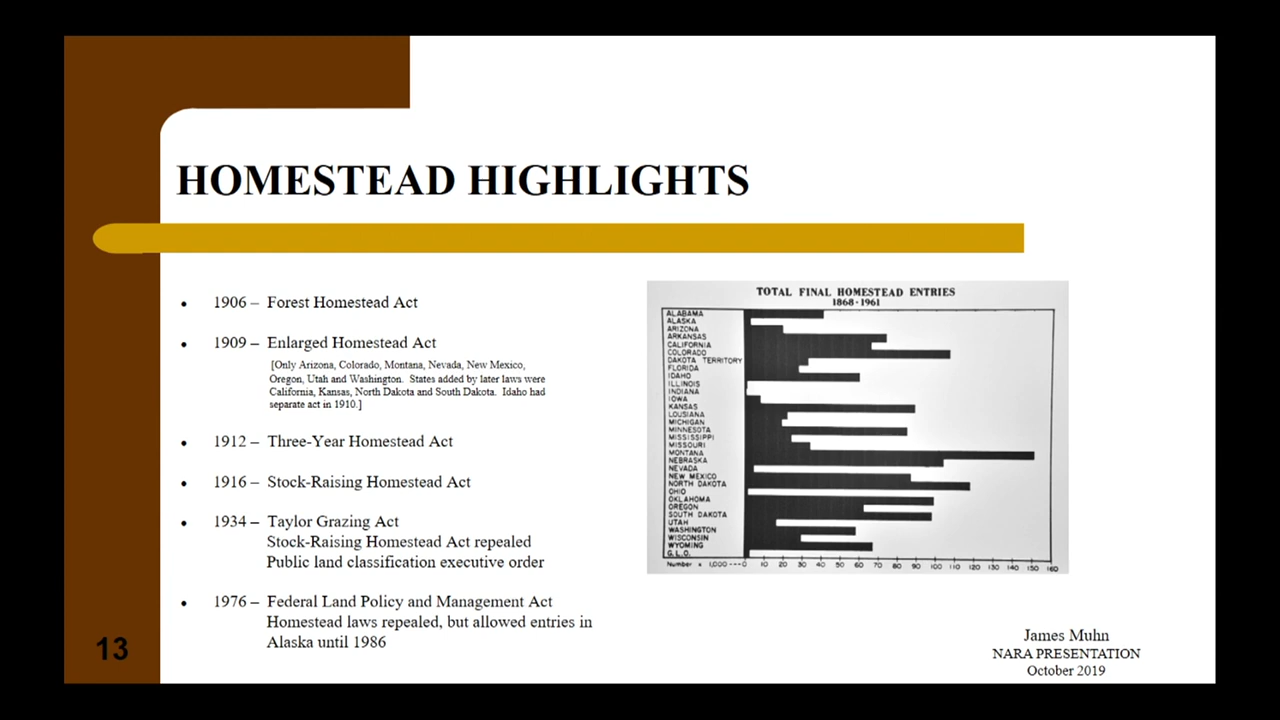 HOMESTEAD HIGHLIGHTS
• 1906 – Forest Homestead Act
• 1909 – Enlarged Homestead Act
[Only Arizona, Colorado, Montana, Nevada, New Mexico,
Oregon, Utah and Washington. States added by later laws were
California, Kansas, North Dakota and South Dakota. Idaho had
separate act in 1910.]
• 1912 – Three-Year Homestead Act
• 1916 – Stock-Raising Homestead Act
• 1934 – Taylor Grazing Act
Stock-Raising Homestead Act repealed
Public land classification executive order
• 1976 – Federal Land Policy and Management Act
Homestead laws repealed, but allowed entries in
Alaska until 1986
13
TOTAL FINAL HOMESTEAD ENTRIES
1868-1961
ALABAMA
ALASKA
ARIZONA
ARKANSAS
CALIFORNIA
COLORADO
DAKOTA TERRITORY
FLORIDA
IDAHO
ILLINOIS
INDIANA
IOWA
KANSAS
LOUSIANA
MICHIGAN
MINNESOTA
MISSISSIPPI
MISSOURI
MONTANA
NEBRASKA
NEVADA
NEW MEXICO
NORTH DAKOTA
OHIO
OKLAHOMA
OREGON
SOUTH DAKOTA
UTAH
WASHINGTON
WISCONSIN
WYOMING
G.L.O.
Number x 1,000 --- 0 10 20 30 40 50 60 70 80 90 100 110 120 130 140 150 160
James Muhn
NARA PRESENTATION
October 2019